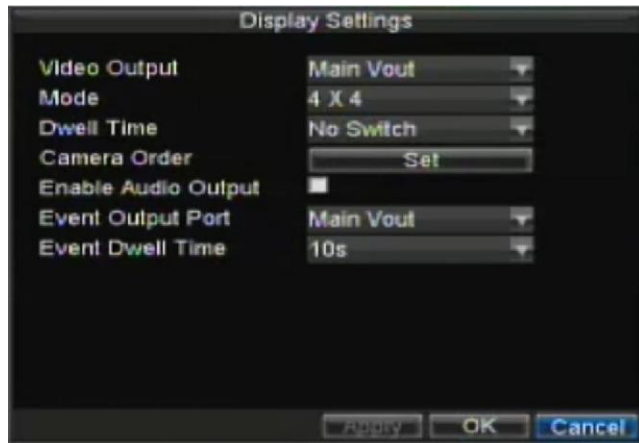 Display Settings
Video Output Main Vout
Mode 4 X 4
Dwell Time No Switch
Camera Order Set
Enable Audio Output
Event Output Port Main Vout
Event Dwell Time 10s
Apply OK Cancel